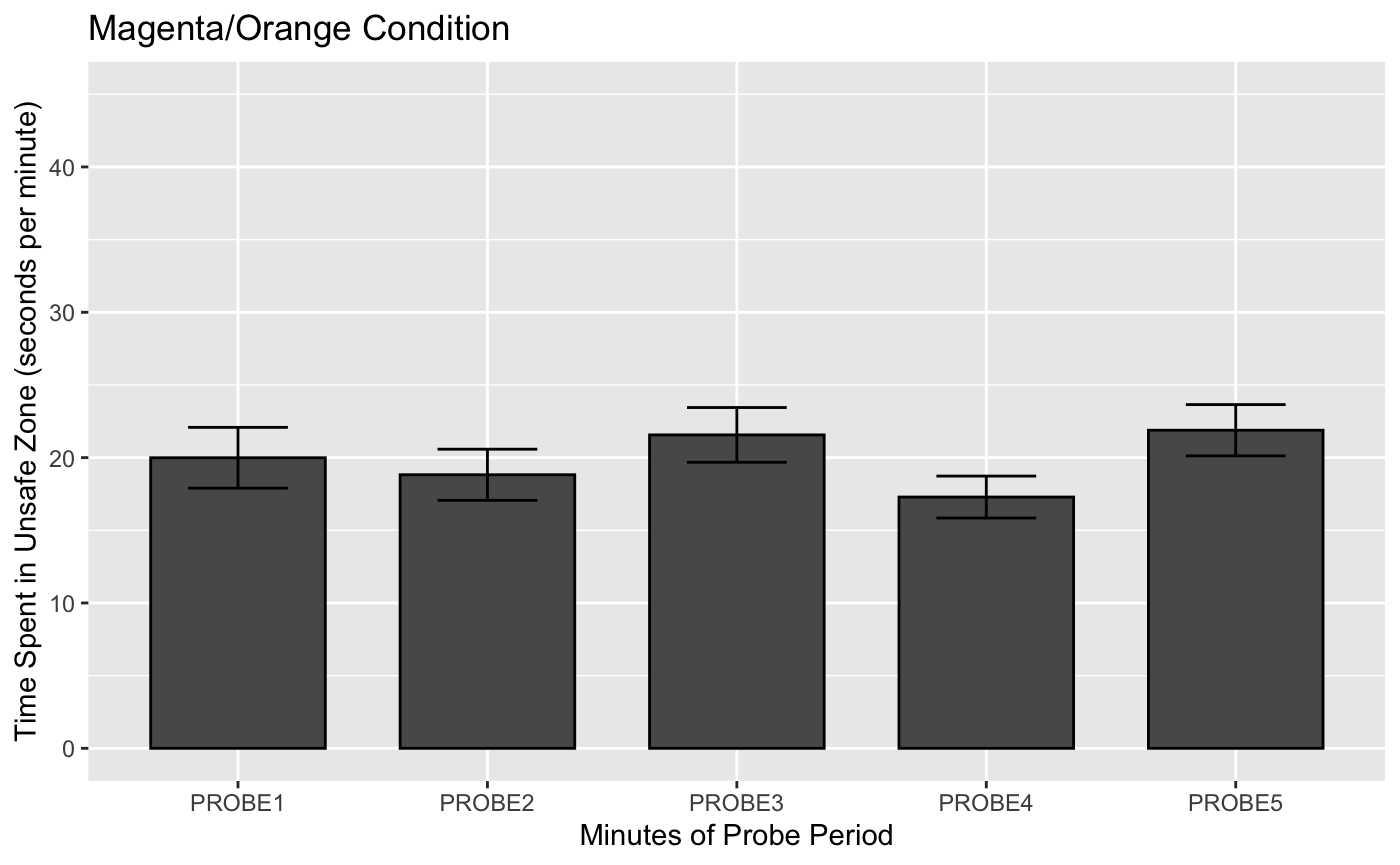 Magenta/Orange Condition
Time Spent in Unsafe Zone (seconds per minute)
40
30
20
10
0
PROBE1 PROBE2 PROBE3 PROBE4 PROBE5
Minutes of Probe Period